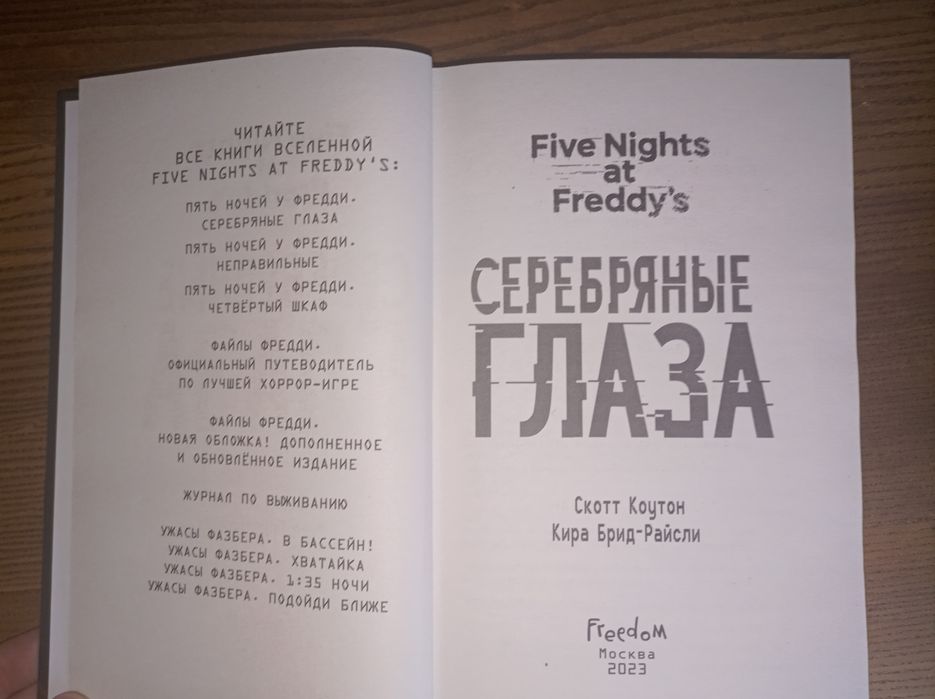 ЧИТАЙТЕ
ВСЕ КНИГИ ВСЕЛЕННОЙ
FIVE NIGHTS AT FREDDY'S:
ПЯТЬ НОЧЕЙ У ФРЕДДИ.
СЕРЕБРЯНЫЕ ГЛАЗА
ПЯТЬ НОЧЕЙ У ФРЕДДИ.
НЕПРАВИЛЬНЫЕ
ПЯТЬ НОЧЕЙ У ФРЕДДИ.
ЧЕТВЁРТЫЙ ШКАФ
ФАЙЛЫ ФРЕДДИ.
ОФИЦИАЛЬНЫЙ ПУТЕВОДИТЕЛЬ
ПО ЛУЧШЕЙ ХОРРОР-ИГРЕ
ФАЙЛЫ ФРЕДДИ.
НОВАЯ ОБЛОЖКА! ДОПОЛНЕННОЕ
И ОБНОВЛЁННОЕ ИЗДАНИЕ
ЖУРНАЛ ПО ВЫЖИВАНИЮ
УЖАСЫ ФАЗБЕРА. В БАССЕЙН!
УЖАСЫ ФАЗБЕРА. ХВАТАЙКА
УЖАСЫ ФАЗБЕРА. 1:35 НОЧИ
УЖАСЫ ФАЗБЕРА. ПОДОЙДИ БЛИЖЕ
Five Nights
at
Freddy's
СЕРЕБРЯНЫЕ
ГЛАЗА
Скотт Коутон
Кира Брид-Райсли
Freedom
Москва
2023